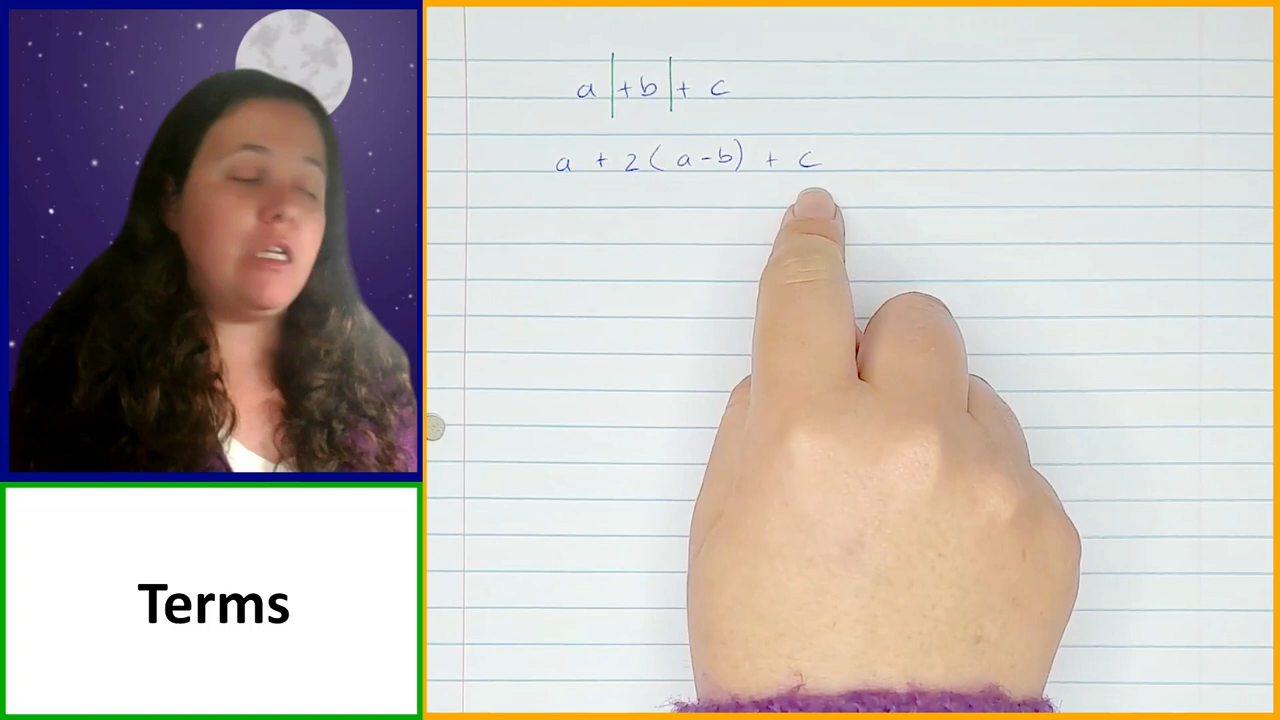 a |+b|+ c
a + 2(a-b) + c
Terms